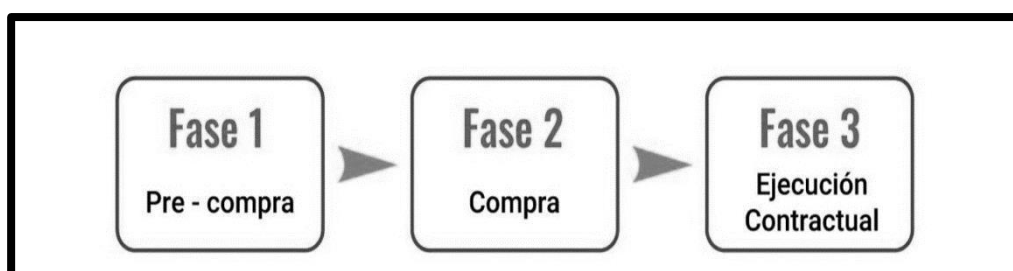 Fase 1
Pre - compra
Fase 2
Compra
Fase 3
Ejecución
Contractual